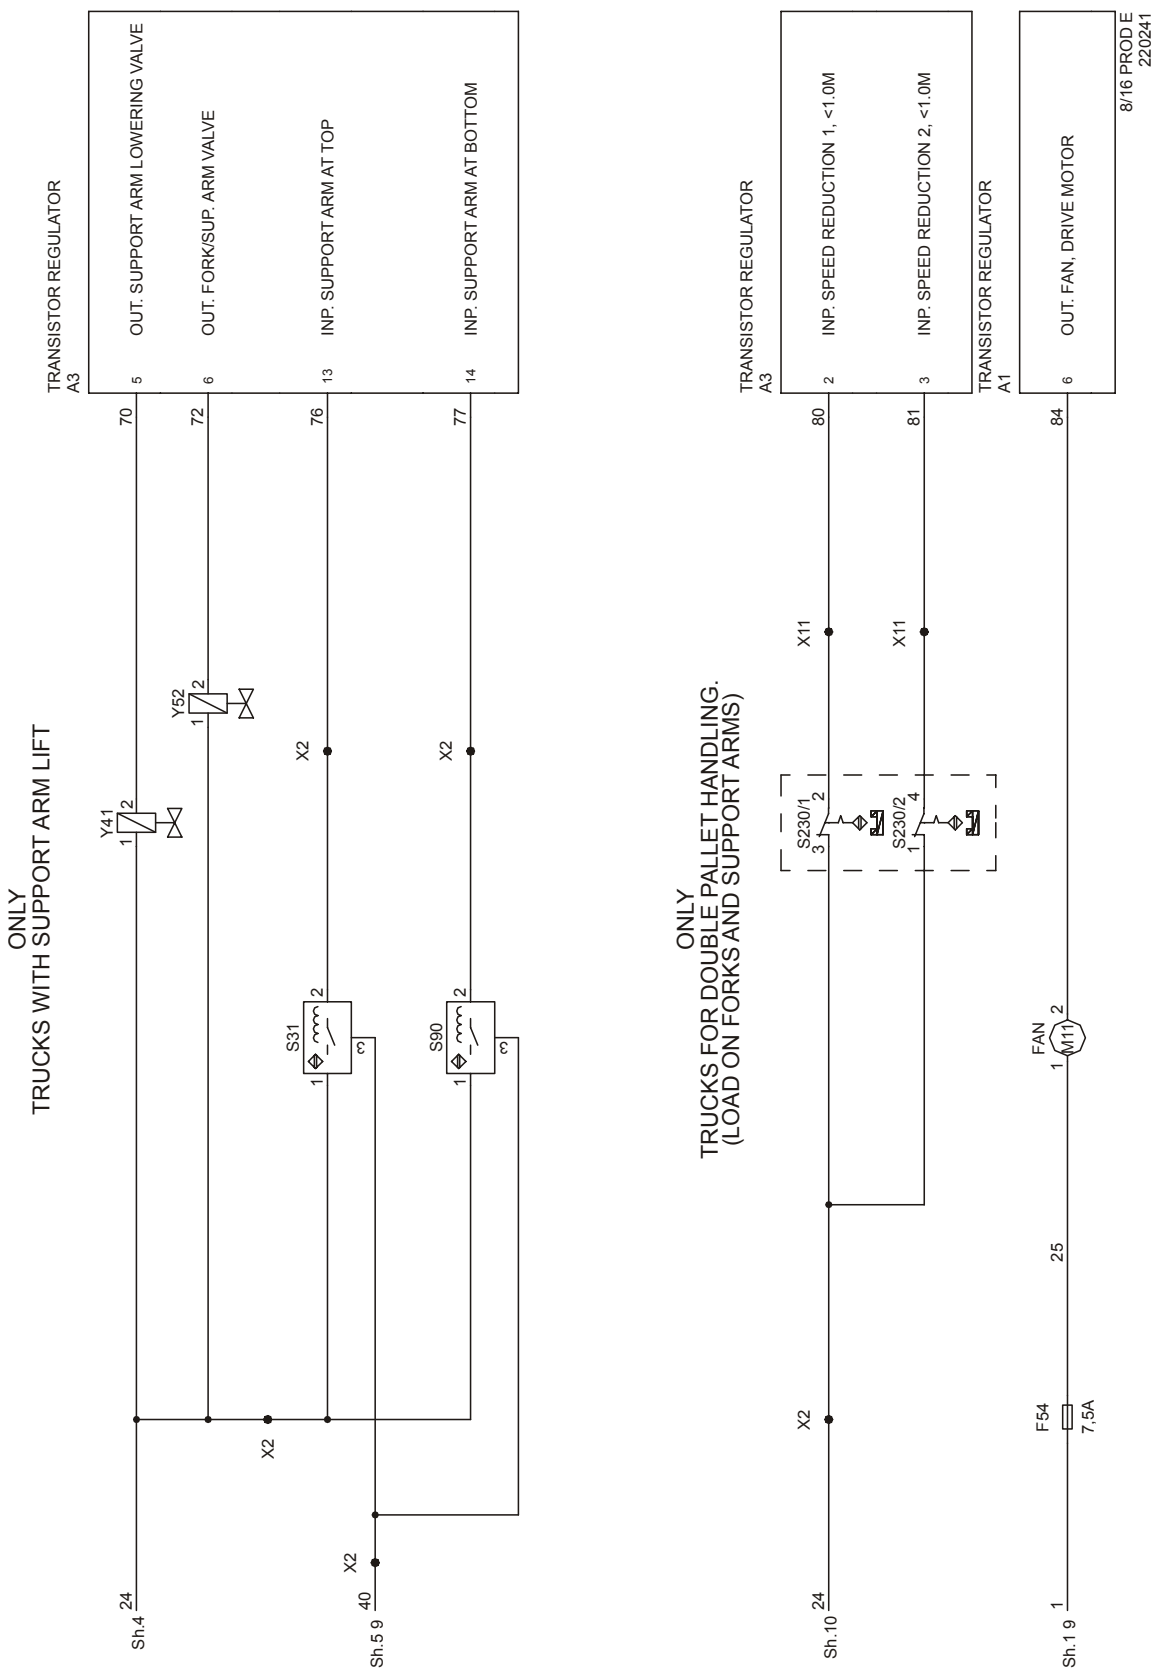 ONLY
TRUCKS WITH SUPPORT ARM LIFT
TRANSISTOR REGULATOR
A3
Sh.4
24
1
Y41
2
70
5
OUT. SUPPORT ARM LOWERING VALVE
1
Y52
2
72
6
OUT. FORK/SUP. ARM VALVE
X2
1
S31
2
3
X2
76
13
INP. SUPPORT ARM AT TOP
Sh.5 9
40
X2
1
S90
2
3
X2
77
14
INP. SUPPORT ARM AT BOTTOM
ONLY
TRUCKS FOR DOUBLE PALLET HANDLING.
(LOAD ON FORKS AND SUPPORT ARMS)
TRANSISTOR REGULATOR
A3
Sh.10
24
X2
3
S230/1
2
X11
80
2
INP. SPEED REDUCTION 1, <1.0M
1
S230/2
4
X11
81
3
INP. SPEED REDUCTION 2, <1.0M
TRANSISTOR REGULATOR
A1
Sh.1 9
1
F54
7,5A
25
1
FAN
M11
2
84
6
OUT. FAN, DRIVE MOTOR
8/16 PROD E
220241